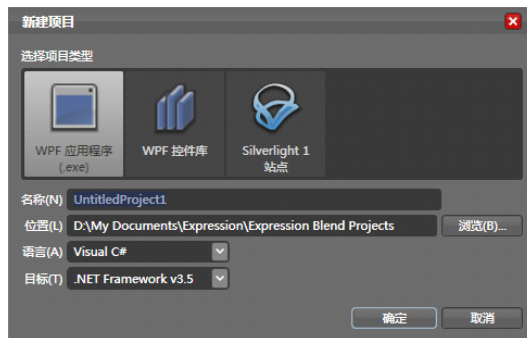 新建项目
选择项目类型
WPF 应用程序
(.exe)
WPF 控件库
Silverlight 1
站点
名称(N) UntitledProject1
位置(L) D:\My Documents\Expression\Expression Blend Projects 浏览(B)...
语言(A) Visual C#
目标(T) .NET Framework v3.5
确定 取消